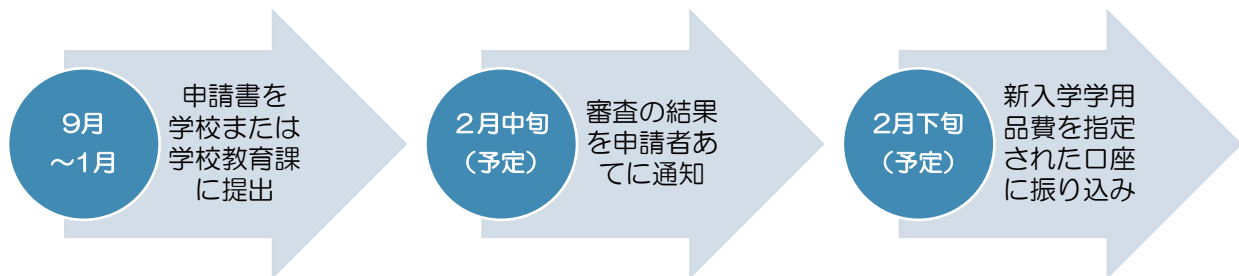 9月
～1月
申請書を
学校または
学校教育課
に提出
2月中旬
（予定）
審査の結果
を申請者あ
てに通知
2月下旬
（予定）
新入学学用
品費を指定
された口座
に振り込み